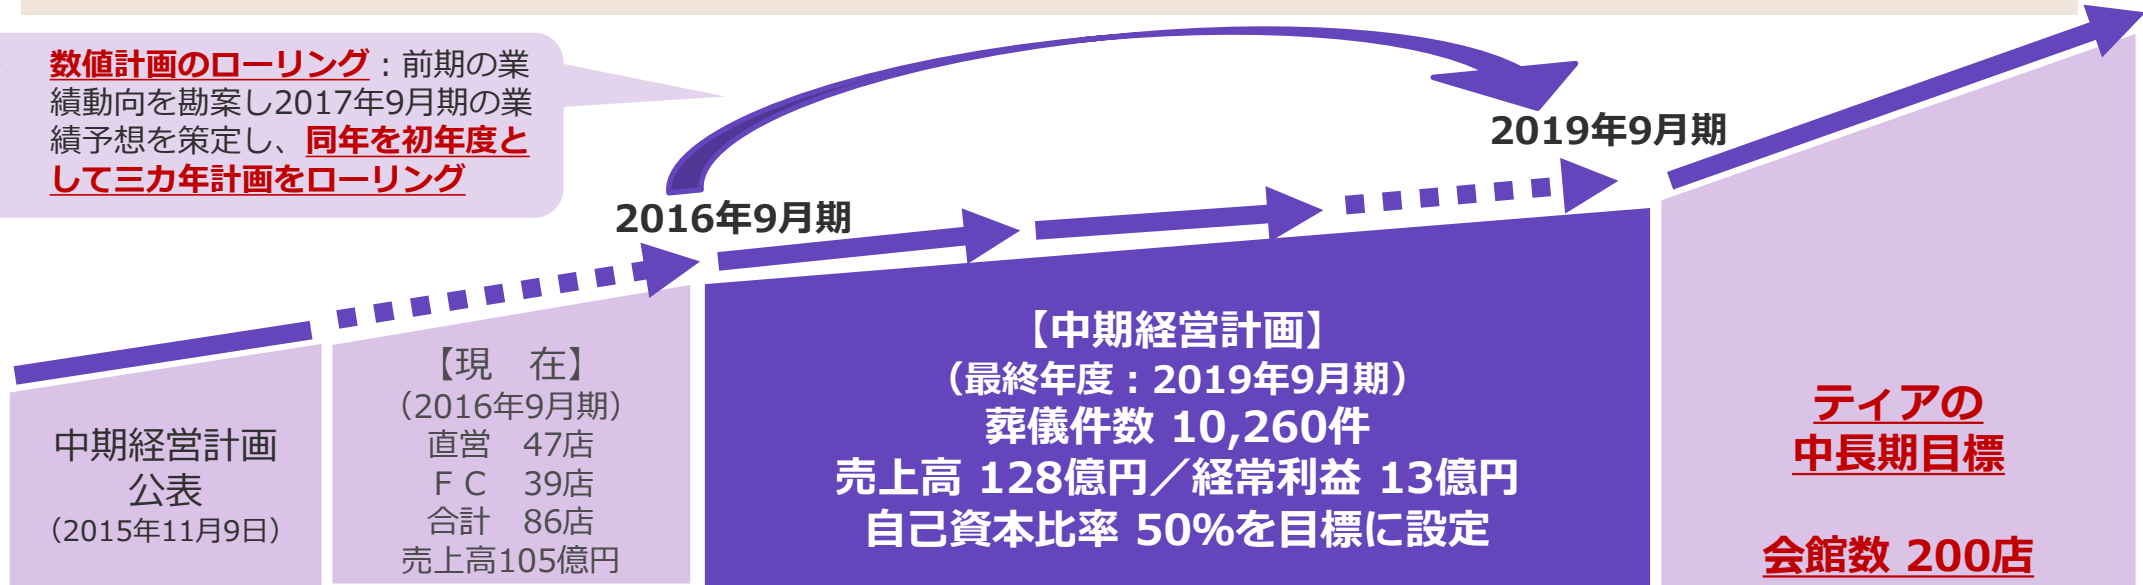 数値計画のローリング：前期の業
績動向を勘案し2017年9月期の業
績予想を策定し、同年を初年度と
して三カ年計画をローリング
2016年9月期
2019年9月期
中期経営計画
公表
（2015年11月9日）
【現　在】
（2016年9月期）
直営　47店
ＦＣ　39店
合計　86店
売上高105億円
【中期経営計画】
（最終年度：2019年9月期）
葬儀件数 10,260件
売上高 128億円／経常利益 13億円
自己資本比率 50%を目標に設定
ティアの
中長期目標
会館数 200店